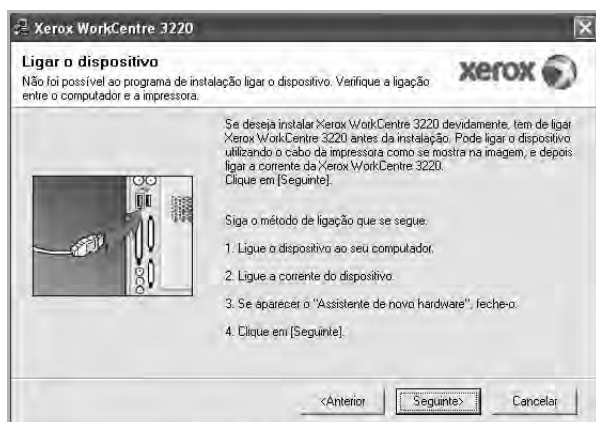 Xerox WorkCentre 3220
Ligar o dispositivo
Não foi possível ao programa de instalação ligar o dispositivo. Verifique a ligação
entre o computador e a impressora.
xerox
Se deseja instalar Xerox WorkCentre 3220 devidamente, tem de ligar
Xerox WorkCentre 3220 antes da instalação. Pode ligar o dispositivo
utilizando o cabo da impressora como se mostra na imagem, e depois
ligar a corrente da Xerox WorkCentre 3220.
Clique em [Seguinte].
Siga o método de ligação que se segue.
1. Ligue o dispositivo ao seu computador.
2. Ligue a corrente do dispositivo.
3. Se aparecer o "Assistente de novo hardware", feche-o.
4. Clique em [Seguinte].
<Anterior
Seguinte>
Cancelar